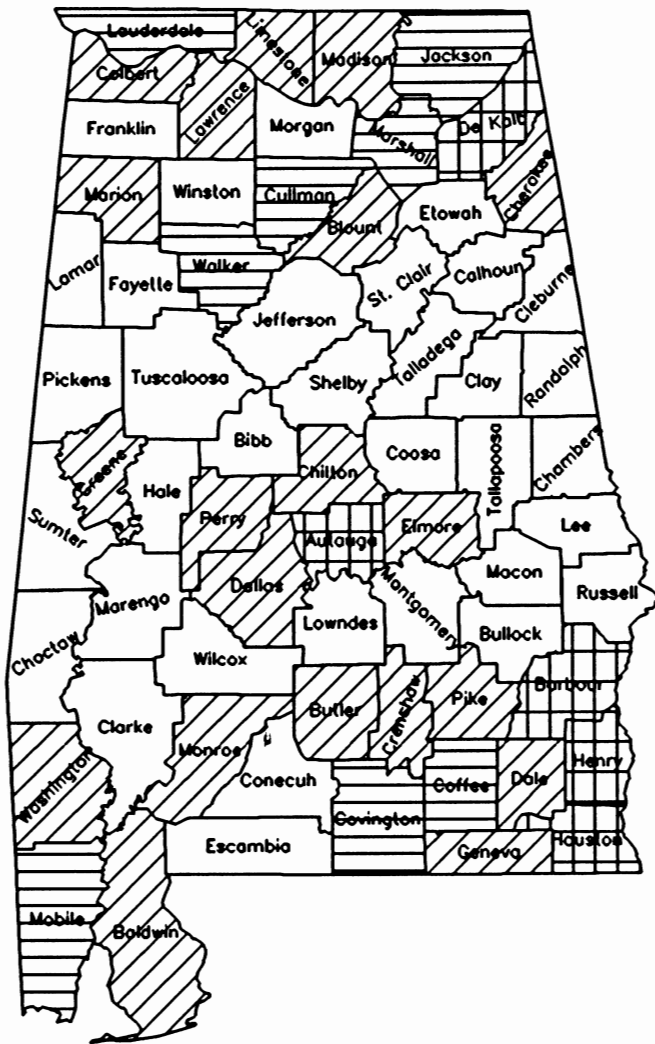 Lauderdale
Limestone
Madison
Jackson
Colbert
Lawrence
Franklin
Morgan
Marshall
De Kalb
Marion
Winston
Cullman
Blount
Etowah
Cherokee
Lamar
Fayette
Walker
Jefferson
St. Clair
Calhoun
Cleburne
Pickens
Tuscaloosa
Shelby
Talladega
Clay
Randolph
Bibb
Greene
Hale
Chilton
Coosa
Tallapoosa
Chambers
Sumter
Perry
Autauga
Elmore
Lee
Marengo
Dallas
Lowndes
Montgomery
Macon
Russell
Choctaw
Wilcox
Bullock
Clarke
Monroe
Butler
Crenshaw
Pike
Barbour
Washington
Conecuh
Covington
Coffee
Dale
Henry
Escambia
Geneva
Houston
Mobile
Baldwin